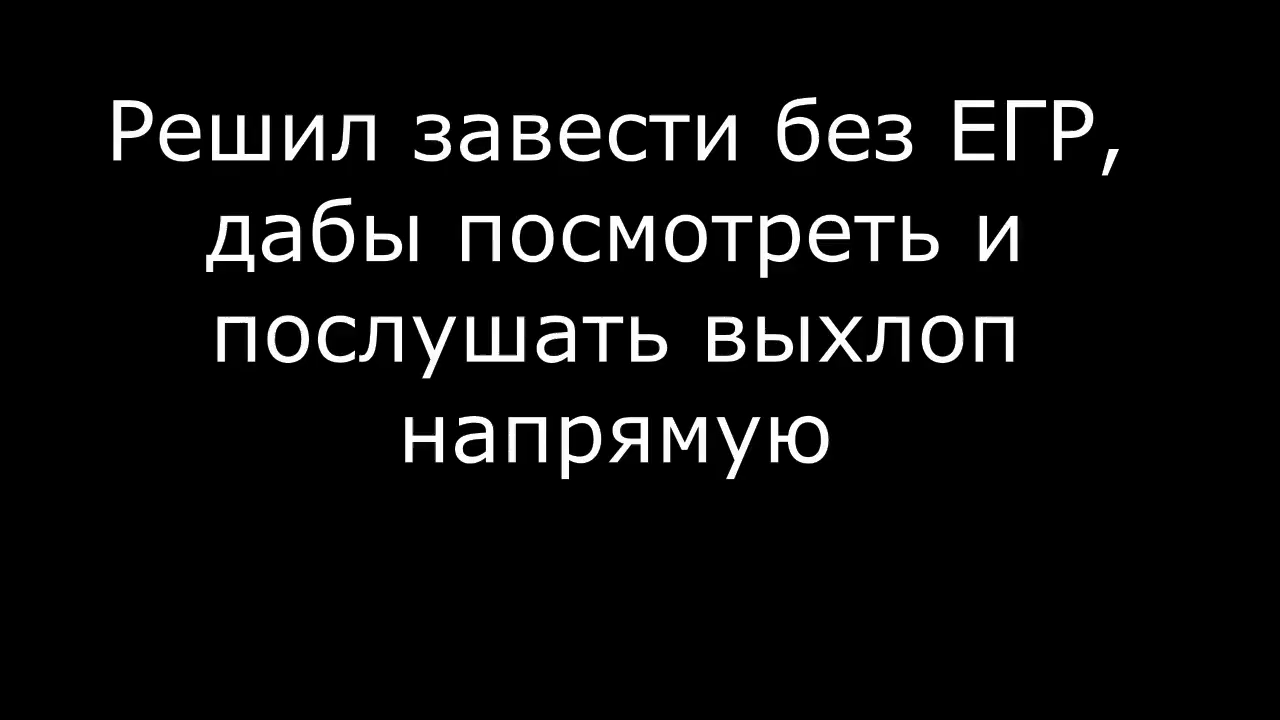 Решил завести без ЕГР,
дабы посмотреть и
послушать выхлоп
напрямую